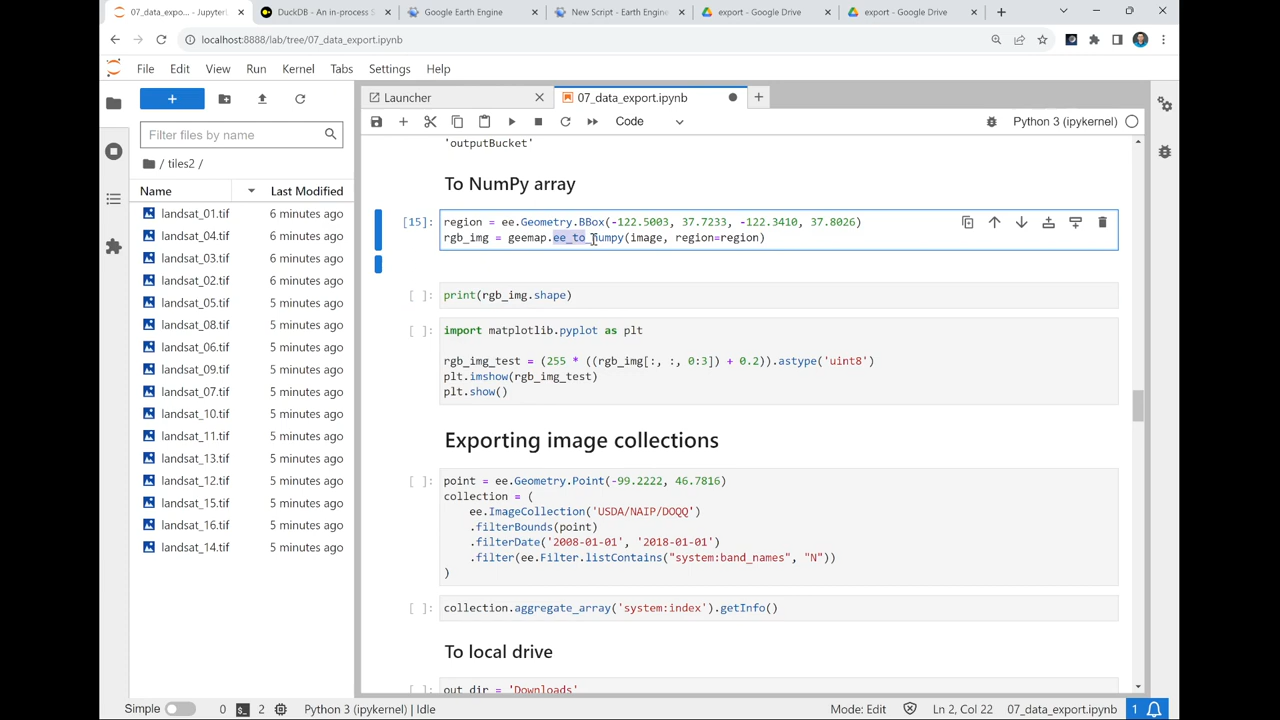 07_data_expo... - Jupyter
DuckDB - An in-process S
Google Earth Engine
New Script - Earth Engine
export - Google Drive
export - Google Drive
localhost:8888/lab/tree/07_data_export.ipynb
File Edit View Run Kernel Tabs Settings Help
Launcher
07_data_export.ipynb
Code
Python 3 (ipykernel)
Filter files by name
/ tiles2 /
Name Last Modified
landsat_01.tif 6 minutes ago
landsat_04.tif 6 minutes ago
landsat_03.tif 6 minutes ago
landsat_02.tif 6 minutes ago
landsat_05.tif 5 minutes ago
landsat_08.tif 5 minutes ago
landsat_06.tif 5 minutes ago
landsat_09.tif 5 minutes ago
landsat_07.tif 5 minutes ago
landsat_10.tif 5 minutes ago
landsat_11.tif 5 minutes ago
landsat_13.tif 5 minutes ago
landsat_12.tif 5 minutes ago
landsat_15.tif 5 minutes ago
landsat_16.tif 5 minutes ago
landsat_14.tif 5 minutes ago
'outputBucket'
To NumPy array
[15]: region = ee.Geometry.BBox(-122.5003, 37.7233, -122.3410, 37.8026)
rgb_img = geemap.ee_to_numpy(image, region=region)
[ ]: print(rgb_img.shape)
[ ]: import matplotlib.pyplot as plt
rgb_img_test = (255 * ((rgb_img[:, :, 0:3]) + 0.2)).astype('uint8')
plt.imshow(rgb_img_test)
plt.show()
Exporting image collections
[ ]: point = ee.Geometry.Point(-99.2222, 46.7816)
collection = (
ee.ImageCollection('USDA/NAIP/DOQQ')
.filterBounds(point)
.filterDate('2008-01-01', '2018-01-01')
.filter(ee.Filter.listContains("system:band_names", "N"))
)
[ ]: collection.aggregate_array('system:index').getInfo()
To local drive
[ ]: out_dir = 'Downloads'
Simple 0 2 Python 3 (ipykernel) | Idle
Mode: Edit Ln 2, Col 22 07_data_export.ipynb 1